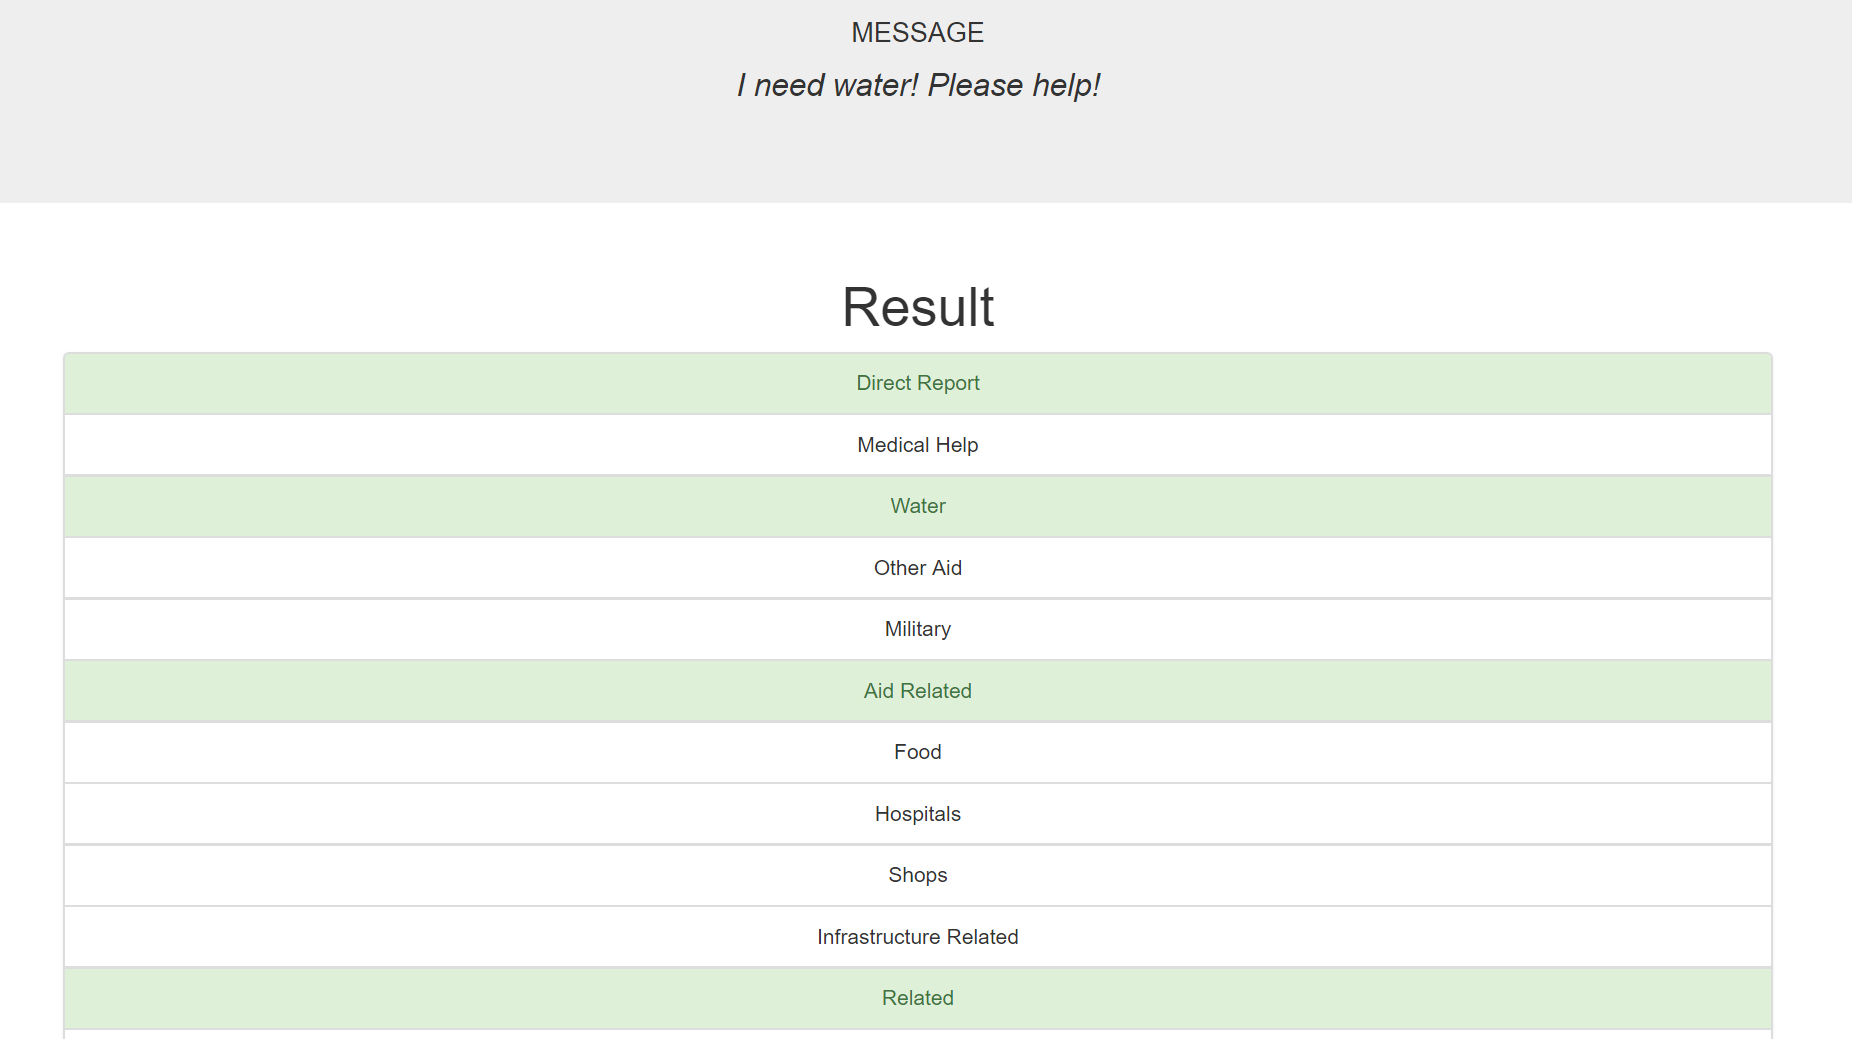 MESSAGE
I need water! Please help!
Result
Direct Report
Medical Help
Water
Other Aid
Military
Aid Related
Food
Hospitals
Shops
Infrastructure Related
Related